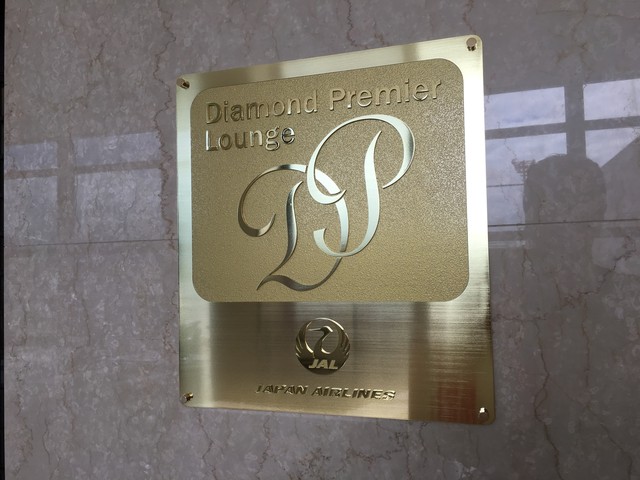 Diamond Premier
Lounge
DP
JAL
JAPAN AIRLINES